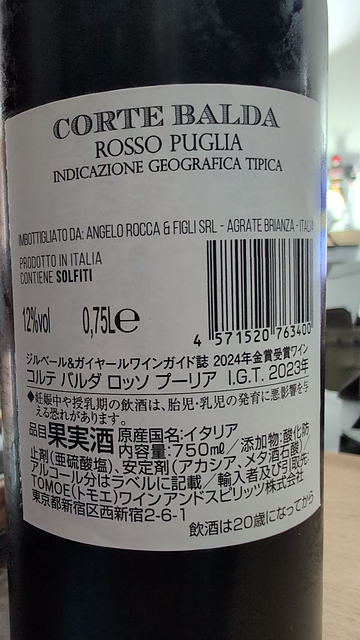 CORTE BALDA
ROSSO PUGLIA
INDICAZIONE GEOGRAFICA TIPICA
IMBOTTIGLIATO DA: ANGELO ROCCA & FIGLI SRL - AGRATE BRIANZA - ITALIA
PRODOTTO IN ITALIA
CONTIENE SOLFITI
12%vol 0,75L℮
4 571520 763400
ジルベール&ガイヤールワインガイド誌 2024年金賞受賞ワイン
コルテ バルダ ロッソ プーリア I.G.T. 2023年
◆妊娠中や授乳期の飲酒は、胎児・乳児の発育に悪影響を与
える恐れがあります。
品目果実酒 原産国名:イタリア
内容量:750㎖/添加物:酸化防
止剤(亜硫酸塩)、安定剤(アカシア、メタ酒石酸)/
アルコール分はラベルに記載/輸入者及び引取先:
TOMOE(トモエ)ワインアンドスピリッツ株式会社
東京都新宿区西新宿2-6-1
飲酒は20歳になってから